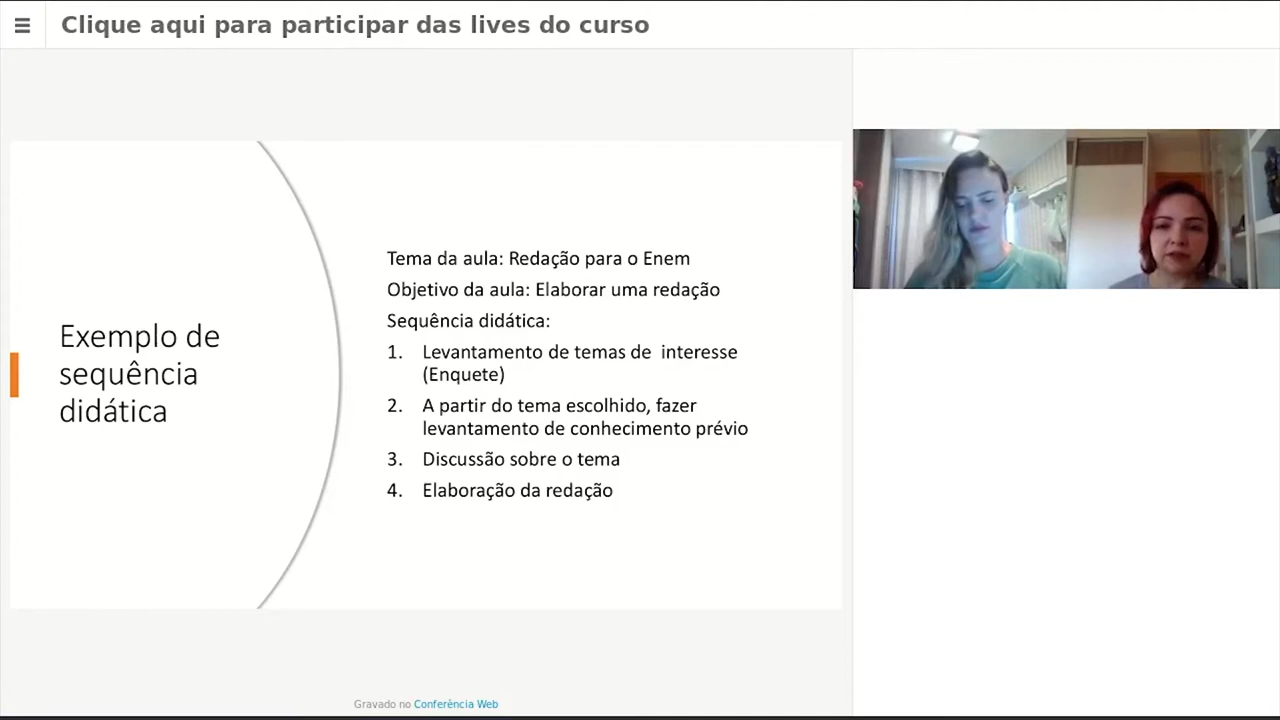 Clique aqui para participar das lives do curso
Exemplo de
sequência
didática
Tema da aula: Redação para o Enem
Objetivo da aula: Elaborar uma redação
Sequência didática:
1. Levantamento de temas de  interesse
(Enquete)
2. A partir do tema escolhido, fazer
levantamento de conhecimento prévio
3. Discussão sobre o tema
4. Elaboração da redação
Gravado no Conferência Web